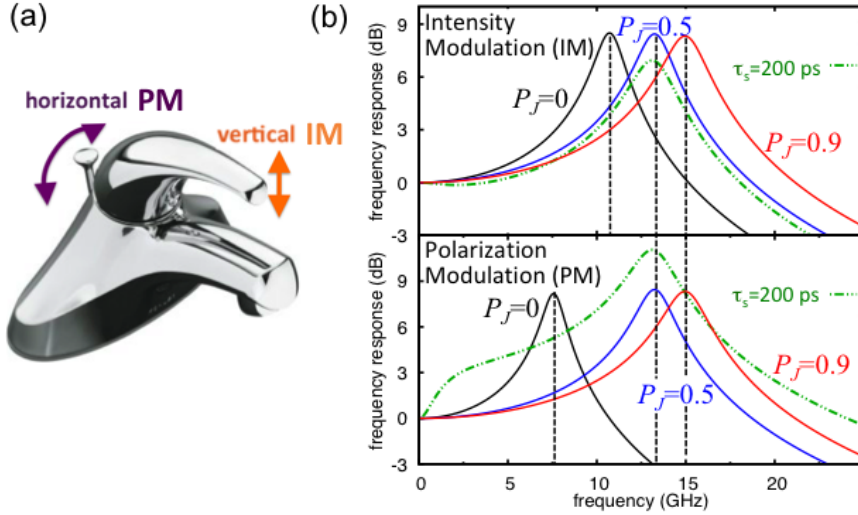 (a)
horizontal PM
vertical IM
(b)
Intensity
Modulation (IM)
P_J=0
P_J=0.5
P_J=0.9
τ_s=200 ps
frequency response (dB)
9
6
3
0
-3
Polarization
Modulation (PM)
P_J=0
P_J=0.5
P_J=0.9
τ_s=200 ps
frequency response (dB)
9
6
3
0
-3
0 5 10 15 20
frequency (GHz)